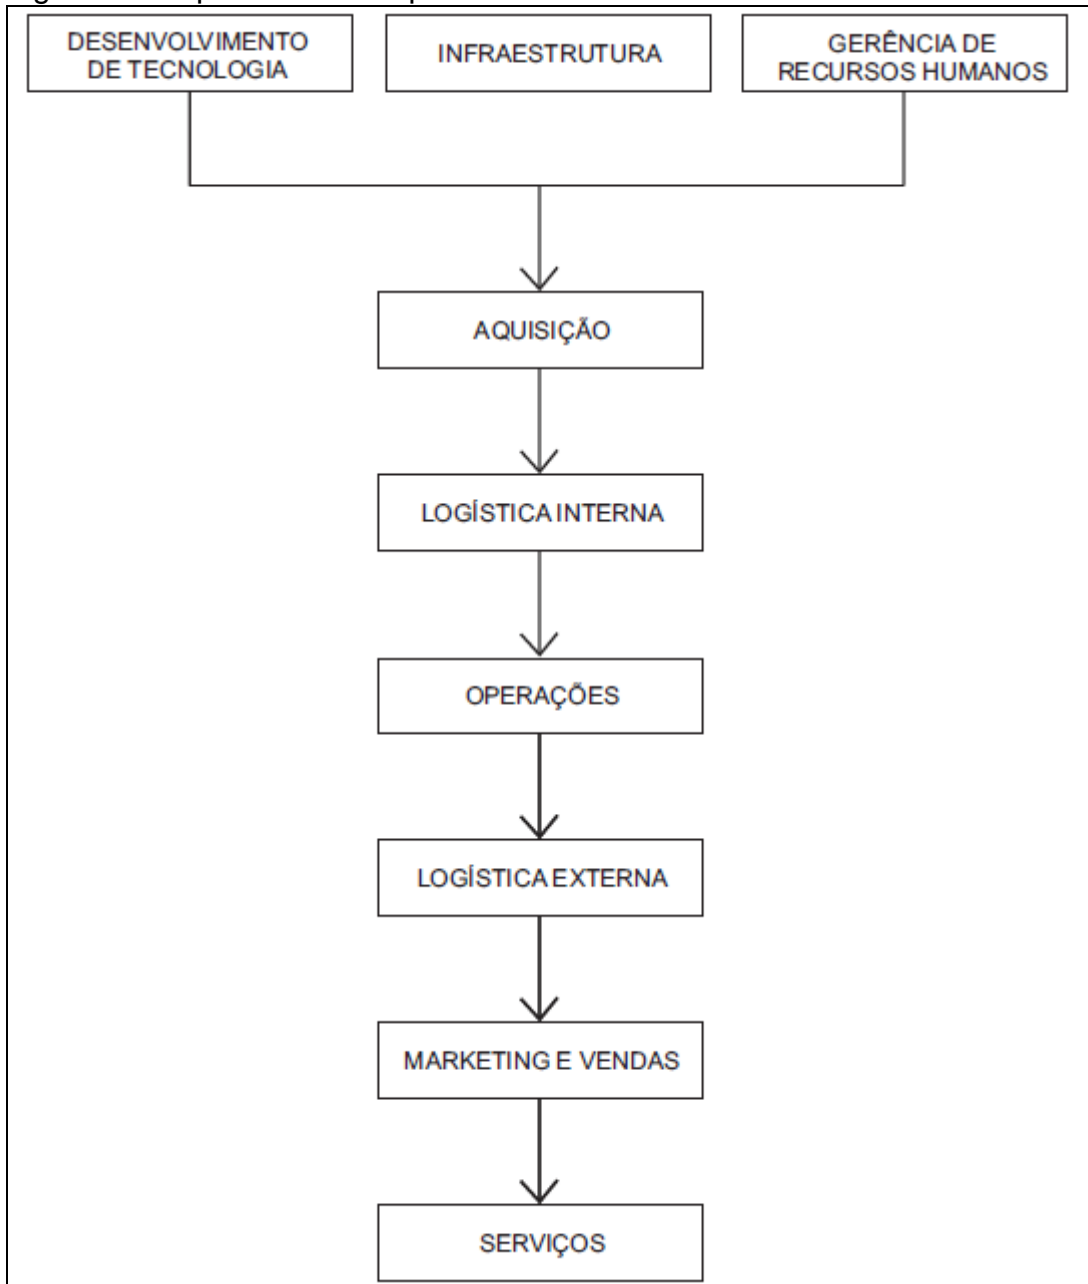 DESENVOLVIMENTO
DE TECNOLOGIA
INFRAESTRUTURA
GERÊNCIA DE
RECURSOS HUMANOS
AQUISIÇÃO
LOGÍSTICA INTERNA
OPERAÇÕES
LOGÍSTICA EXTERNA
MARKETING E VENDAS
SERVIÇOS